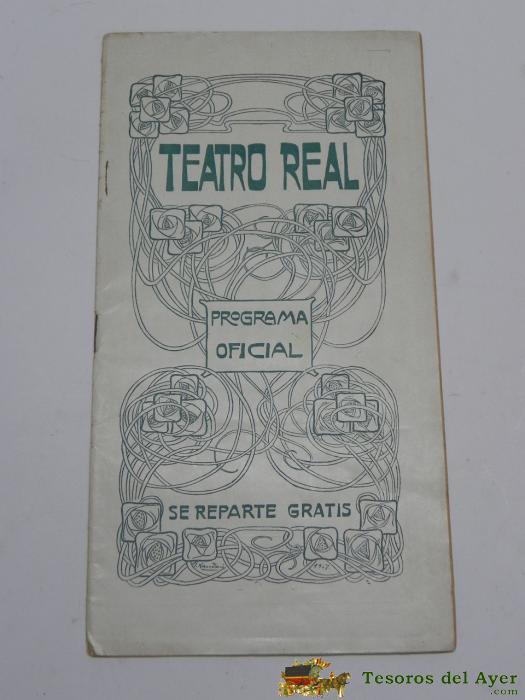 TEATRO REAL
PROGRAMA
OFICIAL
SE REPARTE GRATIS
Tesoros del Ayer
.com